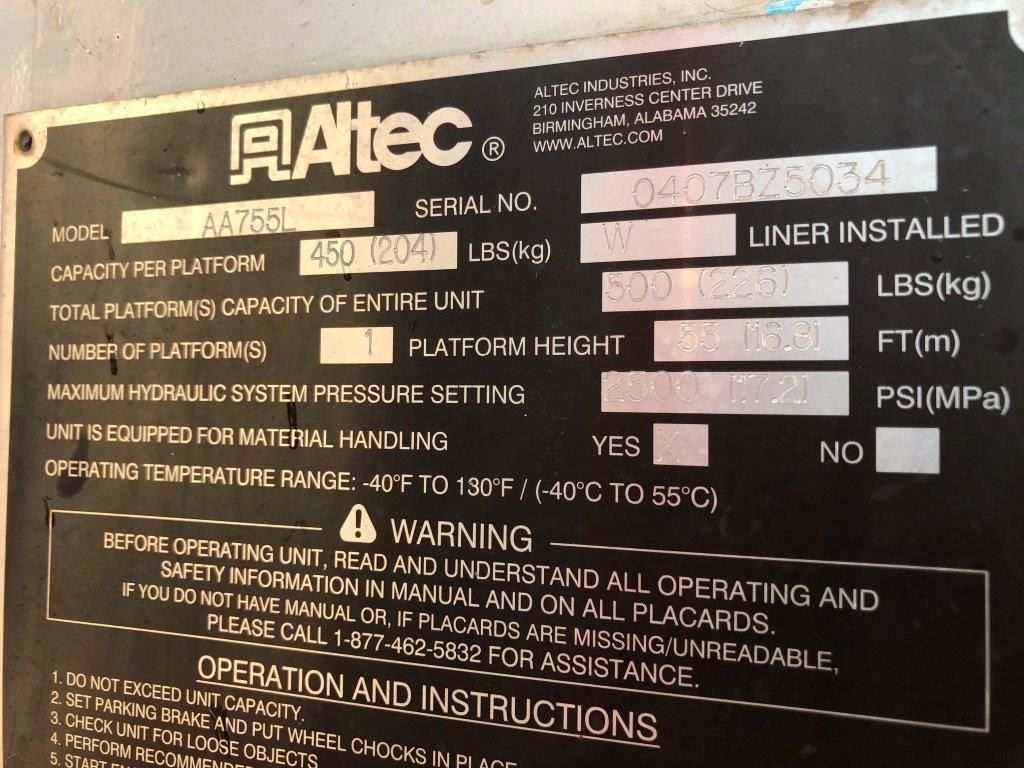 Altec ®
ALTEC INDUSTRIES, INC.
210 INVERNESS CENTER DRIVE
BIRMINGHAM, ALABAMA 35242
WWW.ALTEC.COM
MODEL AA755L SERIAL NO. 0407BZ5034
CAPACITY PER PLATFORM 450 (204) LBS(kg) W LINER INSTALLED
TOTAL PLATFORM(S) CAPACITY OF ENTIRE UNIT 500 (226) LBS(kg)
NUMBER OF PLATFORM(S) 1 PLATFORM HEIGHT 55 (16.8) FT(m)
MAXIMUM HYDRAULIC SYSTEM PRESSURE SETTING 2500 (17.2) PSI(MPa)
UNIT IS EQUIPPED FOR MATERIAL HANDLING YES X NO
OPERATING TEMPERATURE RANGE: -40°F TO 130°F / (-40°C TO 55°C)
WARNING
BEFORE OPERATING UNIT, READ AND UNDERSTAND ALL OPERATING AND
SAFETY INFORMATION IN MANUAL AND ON ALL PLACARDS.
IF YOU DO NOT HAVE MANUAL OR, IF PLACARDS ARE MISSING/UNREADABLE,
PLEASE CALL 1-877-462-5832 FOR ASSISTANCE.
OPERATION AND INSTRUCTIONS
1. DO NOT EXCEED UNIT CAPACITY.
2. SET PARKING BRAKE AND PUT WHEEL CHOCKS IN PLACE
3. CHECK UNIT FOR LOOSE OBJECTS
4. PERFORM RECOMMENDED
5. START